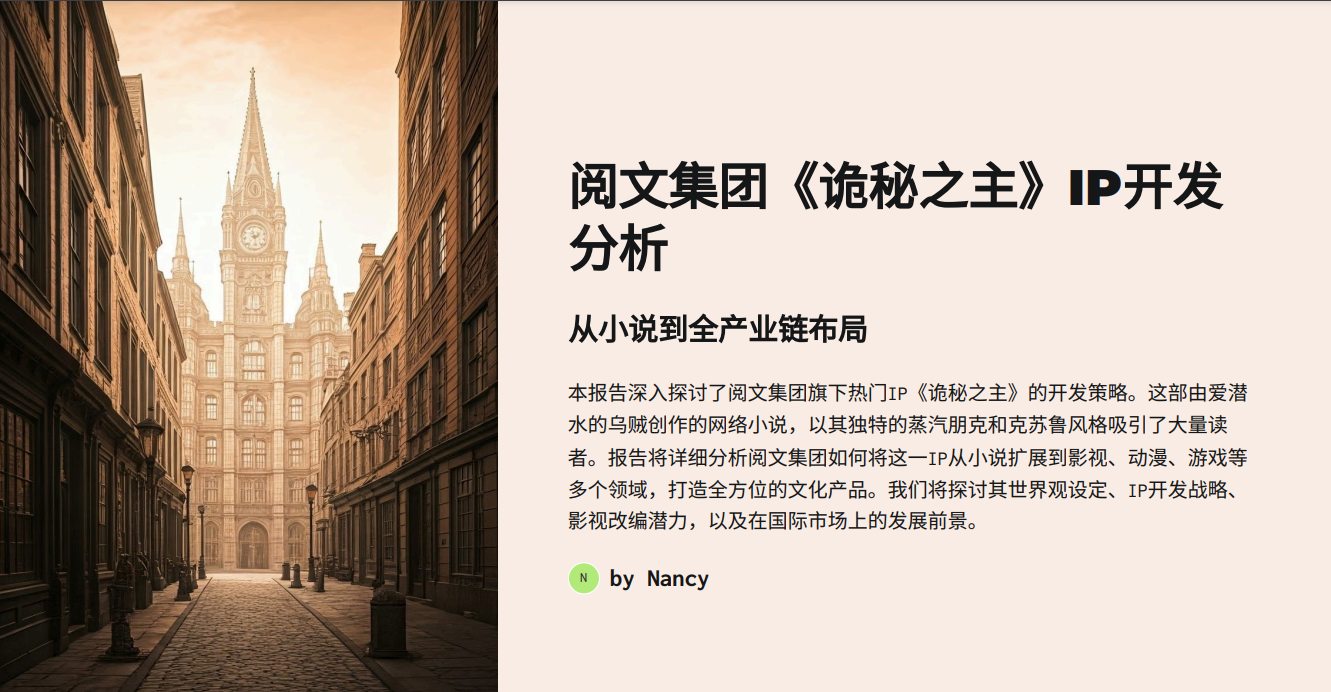 阅文集团《诡秘之主》IP开发
分析
从小说到全产业链布局
本报告深入探讨了阅文集团旗下热门IP《诡秘之主》的开发策略。这部由爱潜
水的乌贼创作的网络小说，以其独特的蒸汽朋克和克苏鲁风格吸引了大量读
者。报告将详细分析阅文集团如何将这一IP从小说扩展到影视、动漫、游戏等
多个领域，打造全方位的文化产品。我们将探讨其世界观设定、IP开发战略、
影视改编潜力，以及在国际市场上的发展前景。
N by Nancy